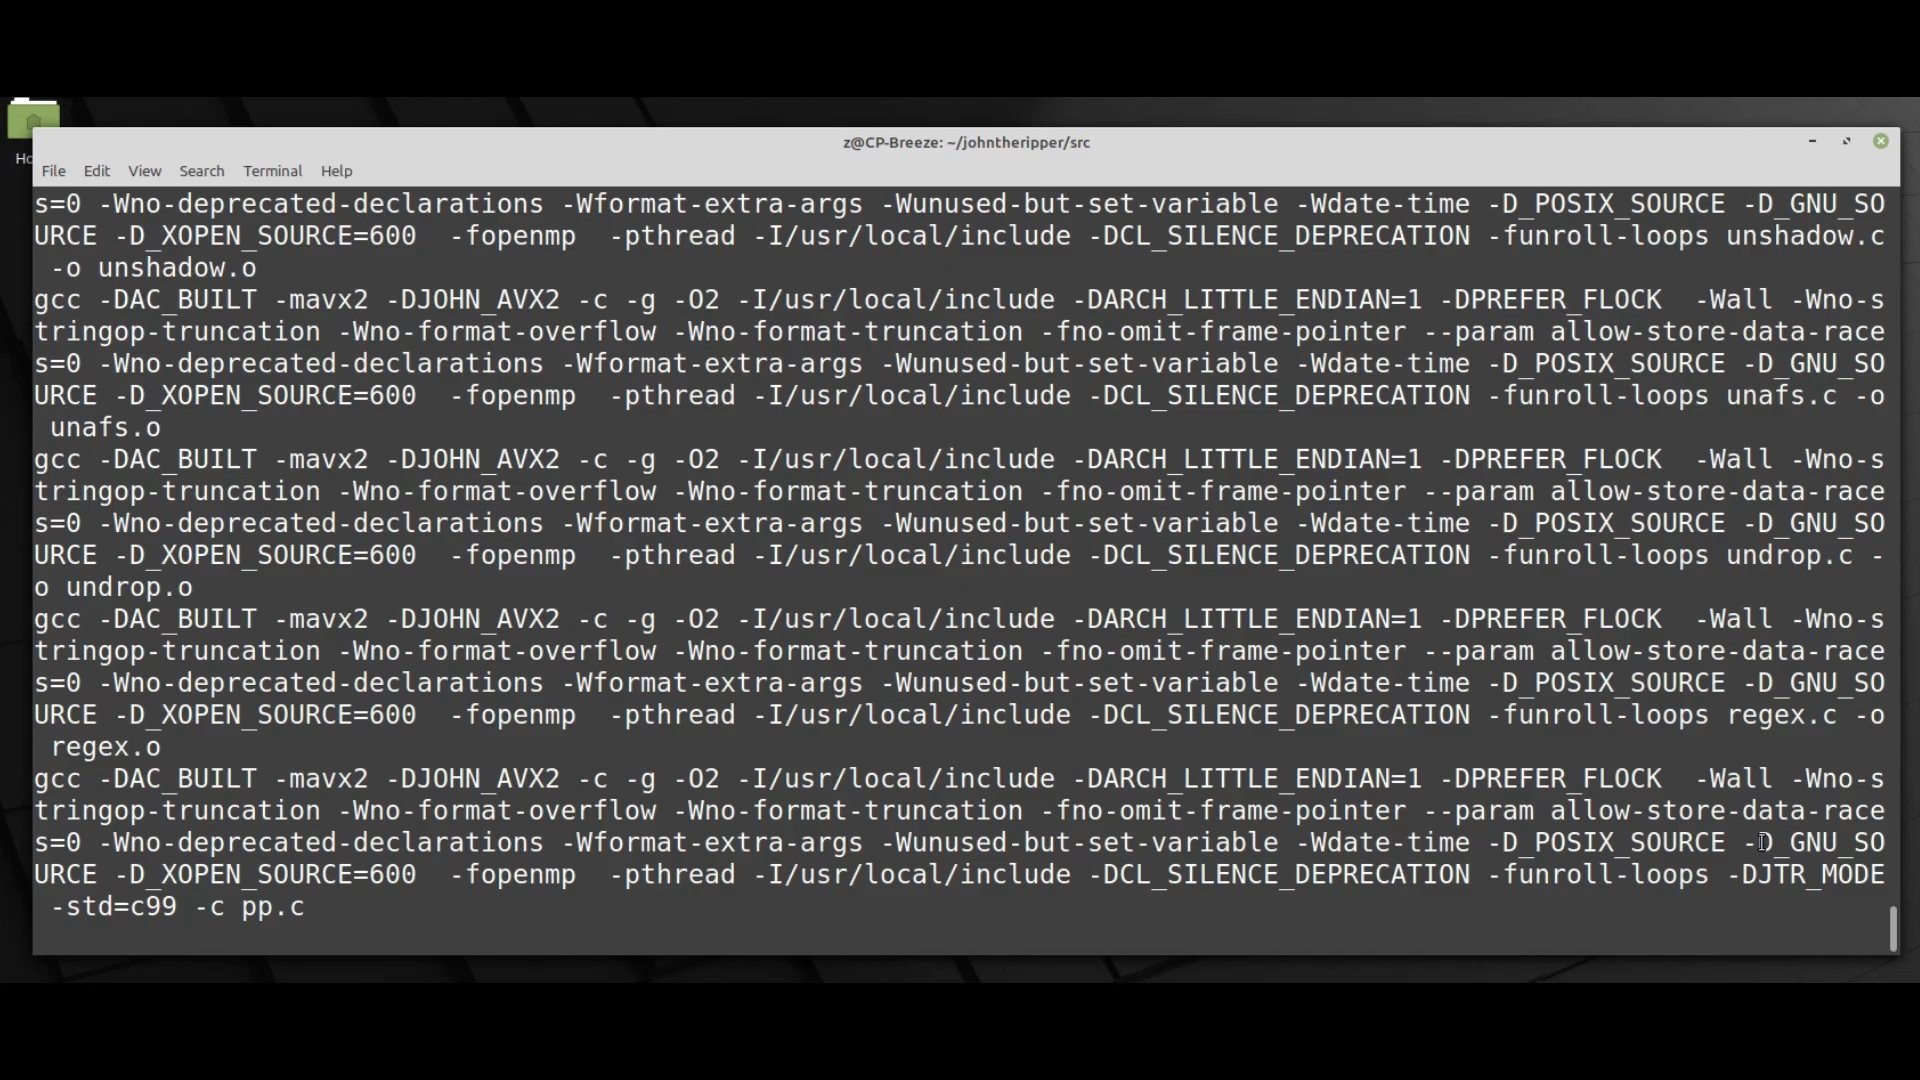 z@CP-Breeze: ~/johntheripper/src
File Edit View Search Terminal Help
s=0 -Wno-deprecated-declarations -Wformat-extra-args -Wunused-but-set-variable -Wdate-time -D_POSIX_SOURCE -D_GNU_SO
URCE -D_XOPEN_SOURCE=600  -fopenmp  -pthread -I/usr/local/include -DCL_SILENCE_DEPRECATION -funroll-loops unshadow.c
 -o unshadow.o
gcc -DAC_BUILT -mavx2 -DJOHN_AVX2 -c -g -O2 -I/usr/local/include -DARCH_LITTLE_ENDIAN=1 -DPREFER_FLOCK  -Wall -Wno-s
tringop-truncation -Wno-format-overflow -Wno-format-truncation -fno-omit-frame-pointer --param allow-store-data-race
s=0 -Wno-deprecated-declarations -Wformat-extra-args -Wunused-but-set-variable -Wdate-time -D_POSIX_SOURCE -D_GNU_SO
URCE -D_XOPEN_SOURCE=600  -fopenmp  -pthread -I/usr/local/include -DCL_SILENCE_DEPRECATION -funroll-loops unafs.c -o
 unafs.o
gcc -DAC_BUILT -mavx2 -DJOHN_AVX2 -c -g -O2 -I/usr/local/include -DARCH_LITTLE_ENDIAN=1 -DPREFER_FLOCK  -Wall -Wno-s
tringop-truncation -Wno-format-overflow -Wno-format-truncation -fno-omit-frame-pointer --param allow-store-data-race
s=0 -Wno-deprecated-declarations -Wformat-extra-args -Wunused-but-set-variable -Wdate-time -D_POSIX_SOURCE -D_GNU_SO
URCE -D_XOPEN_SOURCE=600  -fopenmp  -pthread -I/usr/local/include -DCL_SILENCE_DEPRECATION -funroll-loops undrop.c -
o undrop.o
gcc -DAC_BUILT -mavx2 -DJOHN_AVX2 -c -g -O2 -I/usr/local/include -DARCH_LITTLE_ENDIAN=1 -DPREFER_FLOCK  -Wall -Wno-s
tringop-truncation -Wno-format-overflow -Wno-format-truncation -fno-omit-frame-pointer --param allow-store-data-race
s=0 -Wno-deprecated-declarations -Wformat-extra-args -Wunused-but-set-variable -Wdate-time -D_POSIX_SOURCE -D_GNU_SO
URCE -D_XOPEN_SOURCE=600  -fopenmp  -pthread -I/usr/local/include -DCL_SILENCE_DEPRECATION -funroll-loops regex.c -o
 regex.o
gcc -DAC_BUILT -mavx2 -DJOHN_AVX2 -c -g -O2 -I/usr/local/include -DARCH_LITTLE_ENDIAN=1 -DPREFER_FLOCK  -Wall -Wno-s
tringop-truncation -Wno-format-overflow -Wno-format-truncation -fno-omit-frame-pointer --param allow-store-data-race
s=0 -Wno-deprecated-declarations -Wformat-extra-args -Wunused-but-set-variable -Wdate-time -D_POSIX_SOURCE -D_GNU_SO
URCE -D_XOPEN_SOURCE=600  -fopenmp  -pthread -I/usr/local/include -DCL_SILENCE_DEPRECATION -funroll-loops -DJTR_MODE
 -std=c99 -c pp.c